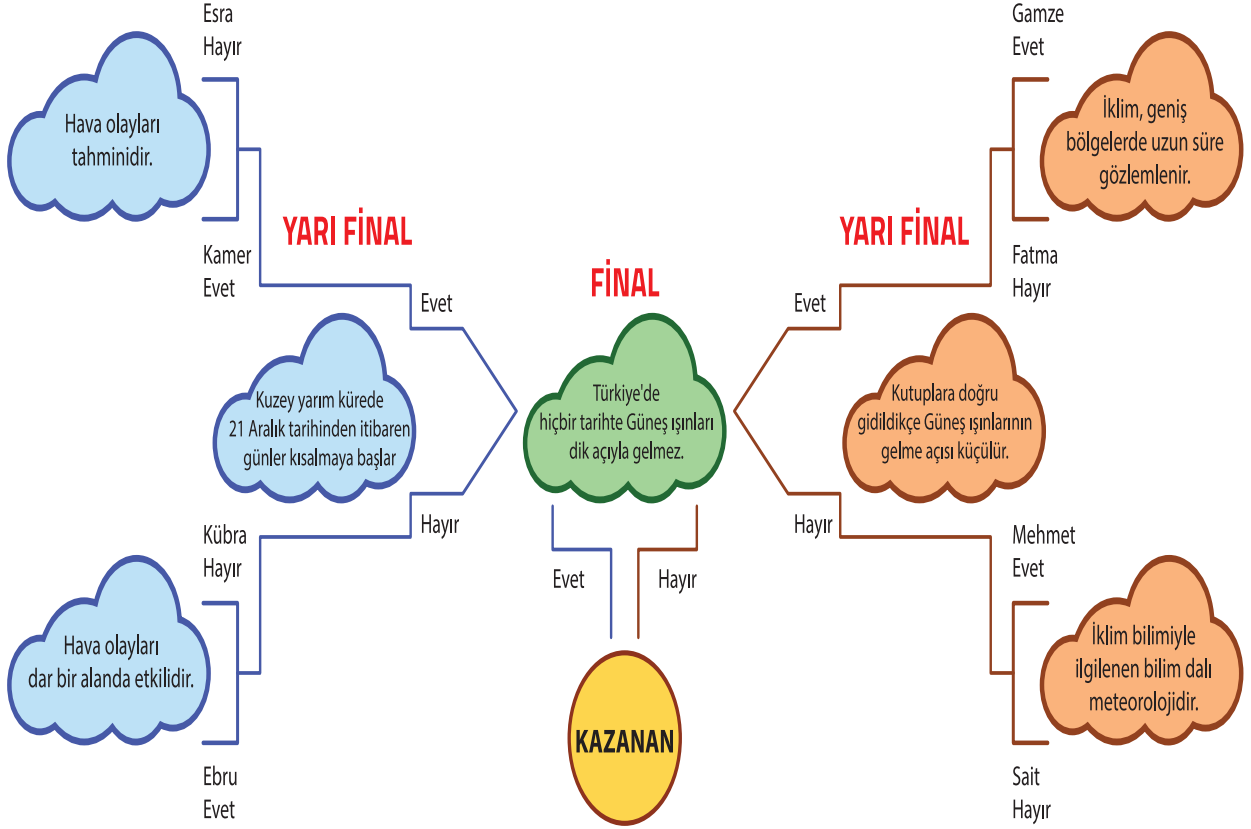 Esra
Hayır
Hava olayları
tahminidir.
Kamer
Evet
YARI FİNAL
Evet
Kuzey yarım kürede
21 Aralık tarihinden itibaren
günler kısalmaya başlar
Hayır
Kübra
Hayır
Hava olayları
dar bir alanda etkilidir.
Ebru
Evet
FİNAL
Türkiye'de
hiçbir tarihte Güneş ışınları
dik açıyla gelmez.
Evet
Hayır
KAZANAN
Gamze
Evet
İklim, geniş
bölgelerde uzun süre
gözlemlenir.
Fatma
Hayır
YARI FİNAL
Evet
Kutuplara doğru
gidildikçe Güneş ışınlarının
gelme açısı küçülür.
Hayır
Mehmet
Evet
İklim bilimiyle
ilgilenen bilim dalı
meteorolojidir.
Sait
Hayır